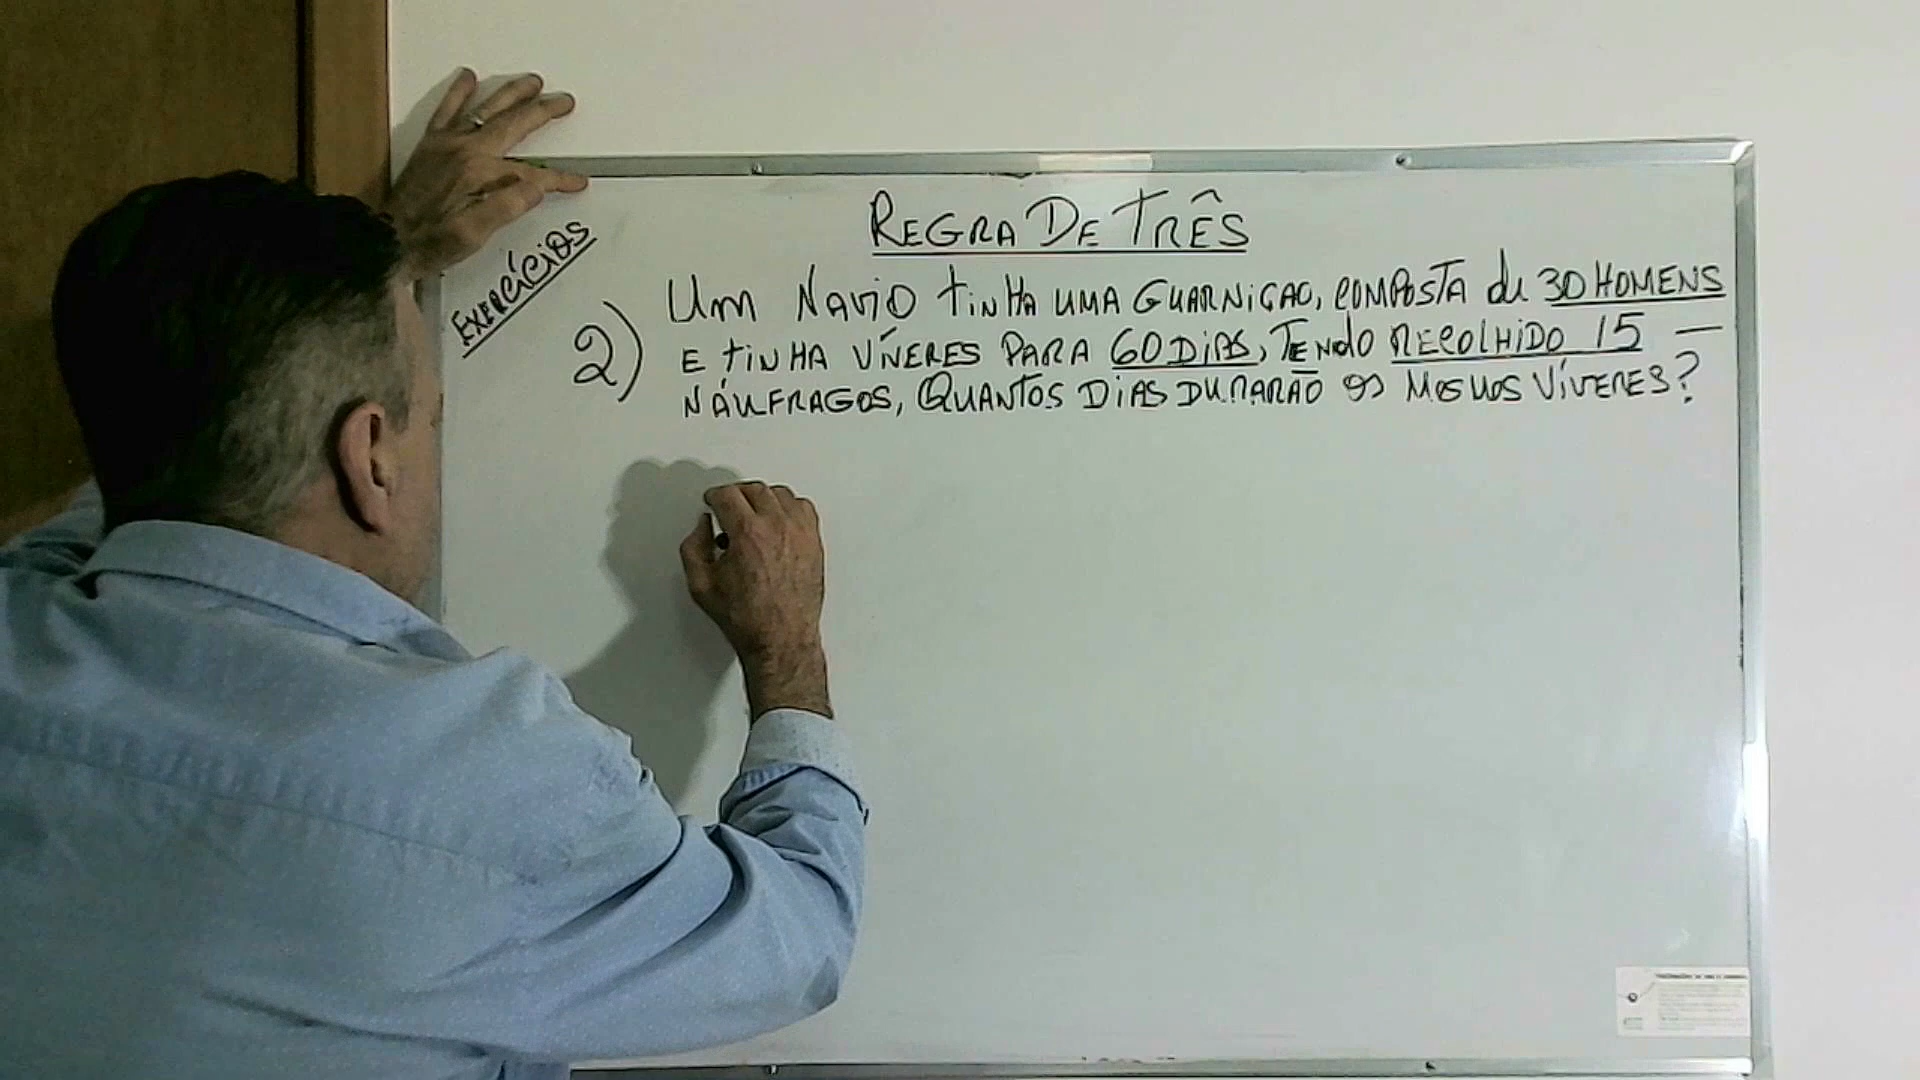 REGRA DE TRÊS
EXERCÍCIOS
2) UM NAVIO TINHA UMA GUARNIÇAO, COMPOSTA de 30 HOMENS
E TINHA VÍVERES PARA 60 DIAS, TENDO RECOLHIDO 15 —
NÁUFRAGOS, QUANTOS DIAS DURARÃO OS MESMOS VÍVERES?